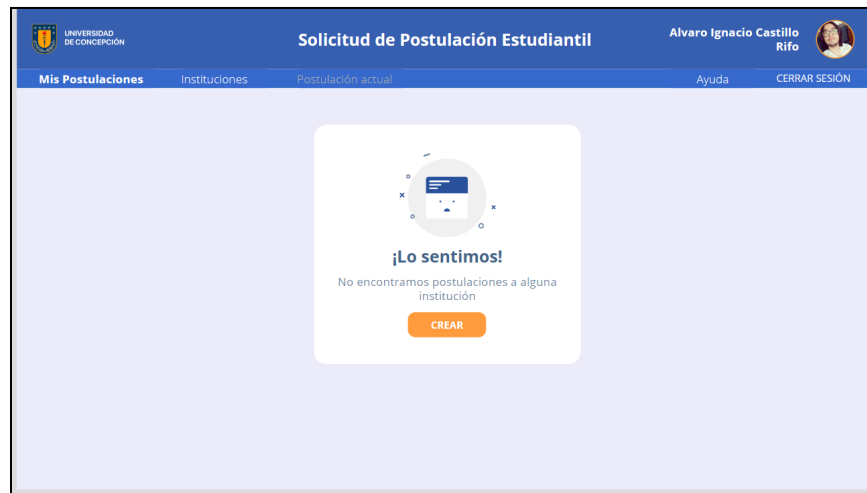 UNIVERSIDAD
DE CONCEPCIÓN
Solicitud de Postulación Estudiantil
Alvaro Ignacio Castillo
Rifo
Mis Postulaciones
Instituciones
Postulación actual
Ayuda
CERRAR SESIÓN
¡Lo sentimos!
No encontramos postulaciones a alguna
institución
CREAR